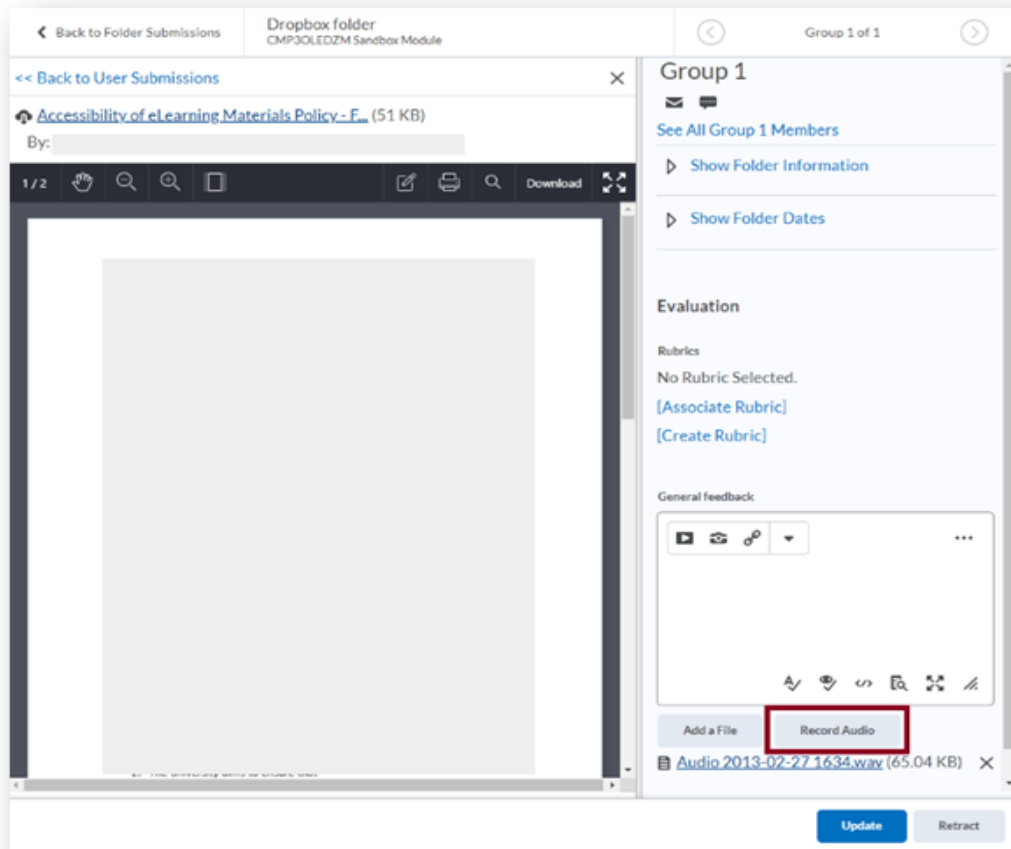 Back to Folder Submissions
Dropbox folder
CMP3OLEDZM Sandbox Module
Group 1 of 1
<< Back to User Submissions
Accessibility of eLearning Materials Policy - F... (51 KB)
By:
1 / 2
Download
Group 1
See All Group 1 Members
Show Folder Information
Show Folder Dates
Evaluation
Rubrics
No Rubric Selected.
[Associate Rubric]
[Create Rubric]
General feedback
Add a File
Record Audio
Audio 2013-02-27 1634.wav (65.04 KB)
Update
Retract